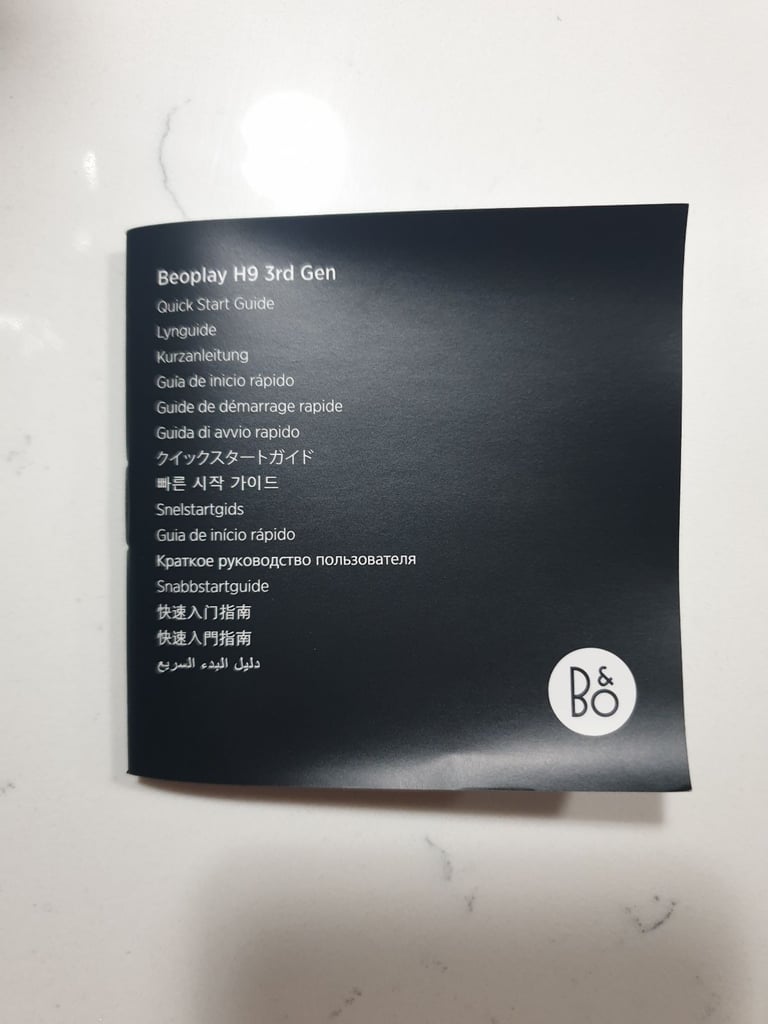 Beoplay H9 3rd Gen
Quick Start Guide
Lynguide
Kurzanleitung
Guía de inicio rápido
Guide de démarrage rapide
Guida di avvio rapido
クイックスタートガイド
빠른 시작 가이드
Snelstartgids
Guia de início rápido
Краткое руководство пользователя
Snabbstartguide
快速入门指南
快速入門指南
دليل البدء السريع
B&O